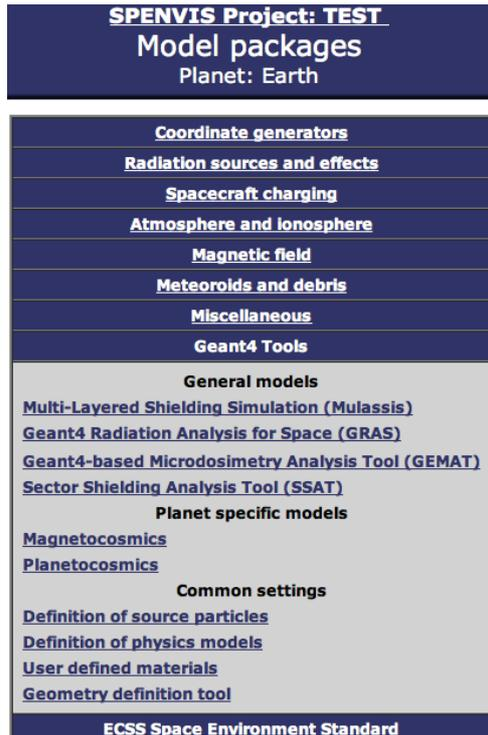 SPENVIS Project: TEST
Model packages
Planet: Earth
Coordinate generators
Radiation sources and effects
Spacecraft charging
Atmosphere and ionosphere
Magnetic field
Meteoroids and debris
Miscellaneous
Geant4 Tools
General models
Multi-Layered Shielding Simulation (Mulassis)
Geant4 Radiation Analysis for Space (GRAS)
Geant4-based Microdosimetry Analysis Tool (GEMAT)
Sector Shielding Analysis Tool (SSAT)
Planet specific models
Magnetocosmics
Planetocosmics
Common settings
Definition of source particles
Definition of physics models
User defined materials
Geometry definition tool
ECSS Space Environment Standard